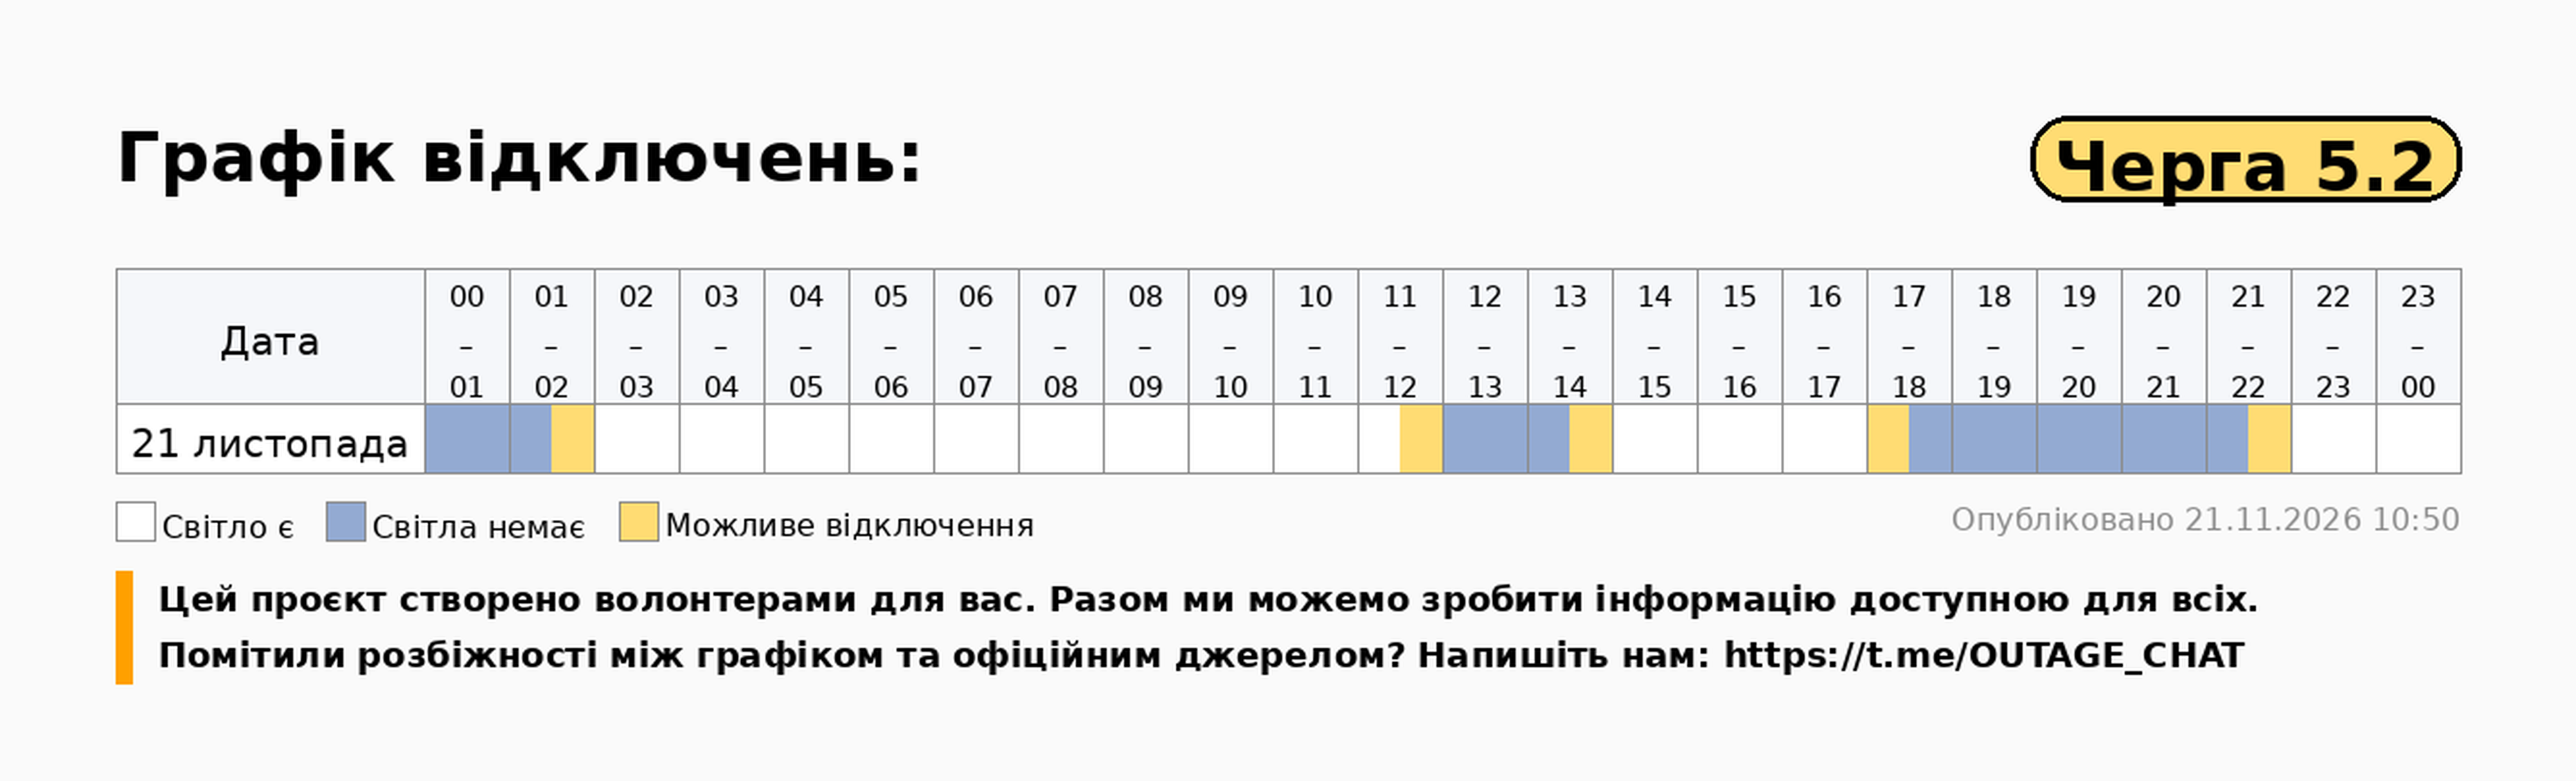 Графік відключень:
Черга 5.2
Дата
00 – 01
01 – 02
02 – 03
03 – 04
04 – 05
05 – 06
06 – 07
07 – 08
08 – 09
09 – 10
10 – 11
11 – 12
12 – 13
13 – 14
14 – 15
15 – 16
16 – 17
17 – 18
18 – 19
19 – 20
20 – 21
21 – 22
22 – 23
23 – 00
21 листопада
Світло є
Світла немає
Можливе відключення
Опубліковано 21.11.2026 10:50
Цей проєкт створено волонтерами для вас. Разом ми можемо зробити інформацію доступною для всіх.
Помітили розбіжності між графіком та офіційним джерелом? Напишіть нам: https://t.me/OUTAGE_CHAT